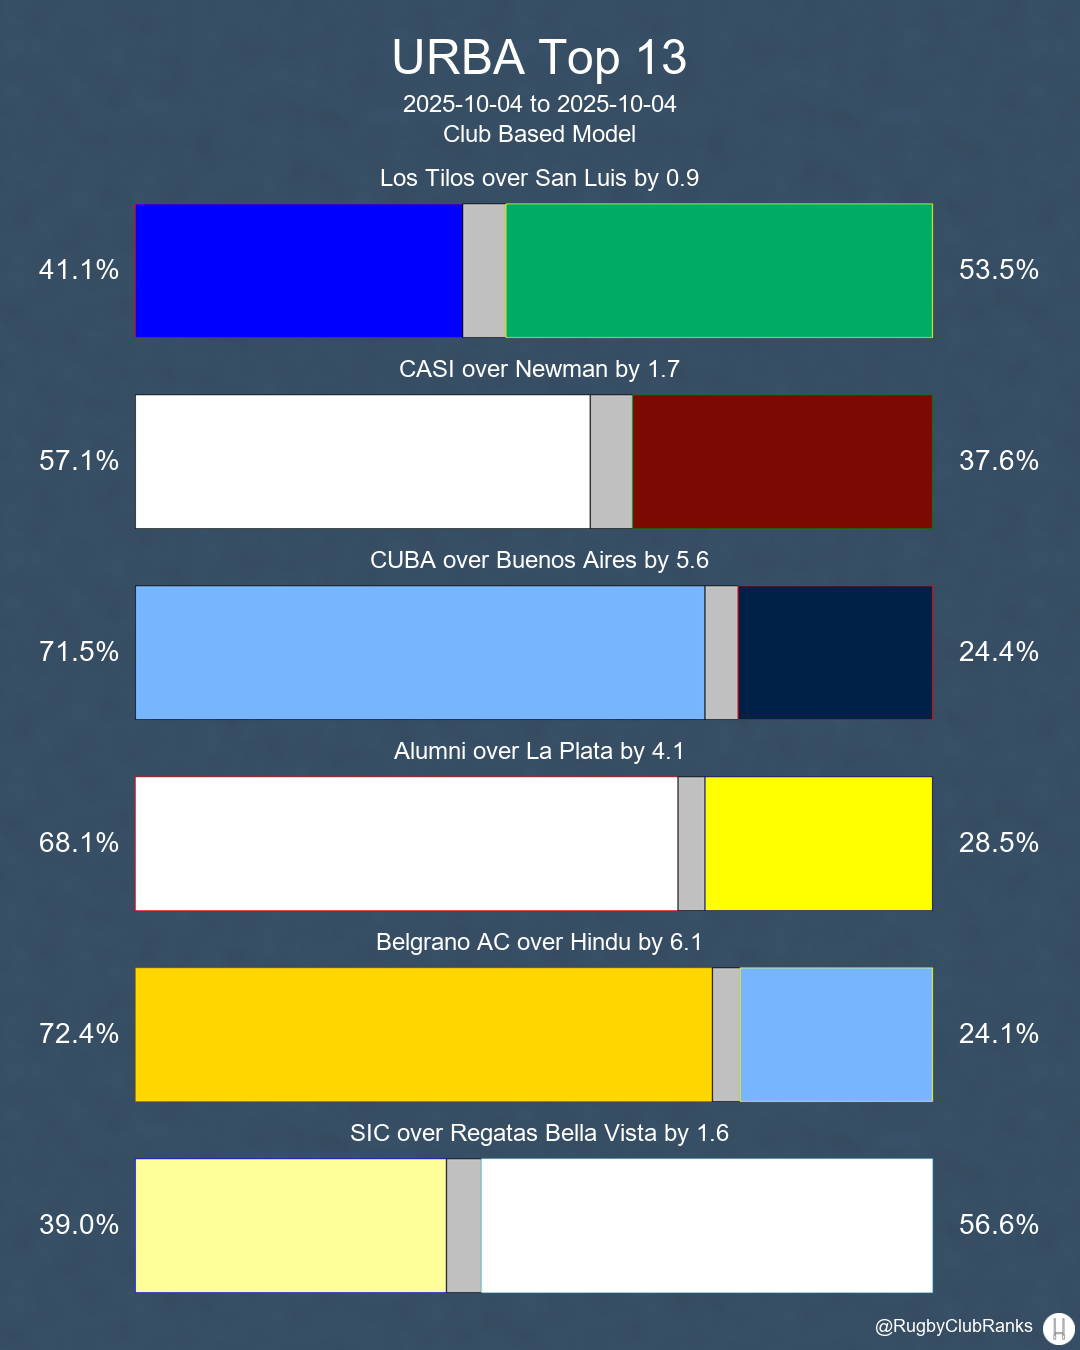 URBA Top 13
2025-10-04 to 2025-10-04
Club Based Model
Los Tilos over San Luis by 0.9
41.1%
53.5%
CASI over Newman by 1.7
57.1%
37.6%
CUBA over Buenos Aires by 5.6
71.5%
24.4%
Alumni over La Plata by 4.1
68.1%
28.5%
Belgrano AC over Hindu by 6.1
72.4%
24.1%
SIC over Regatas Bella Vista by 1.6
39.0%
56.6%
@RugbyClubRanks